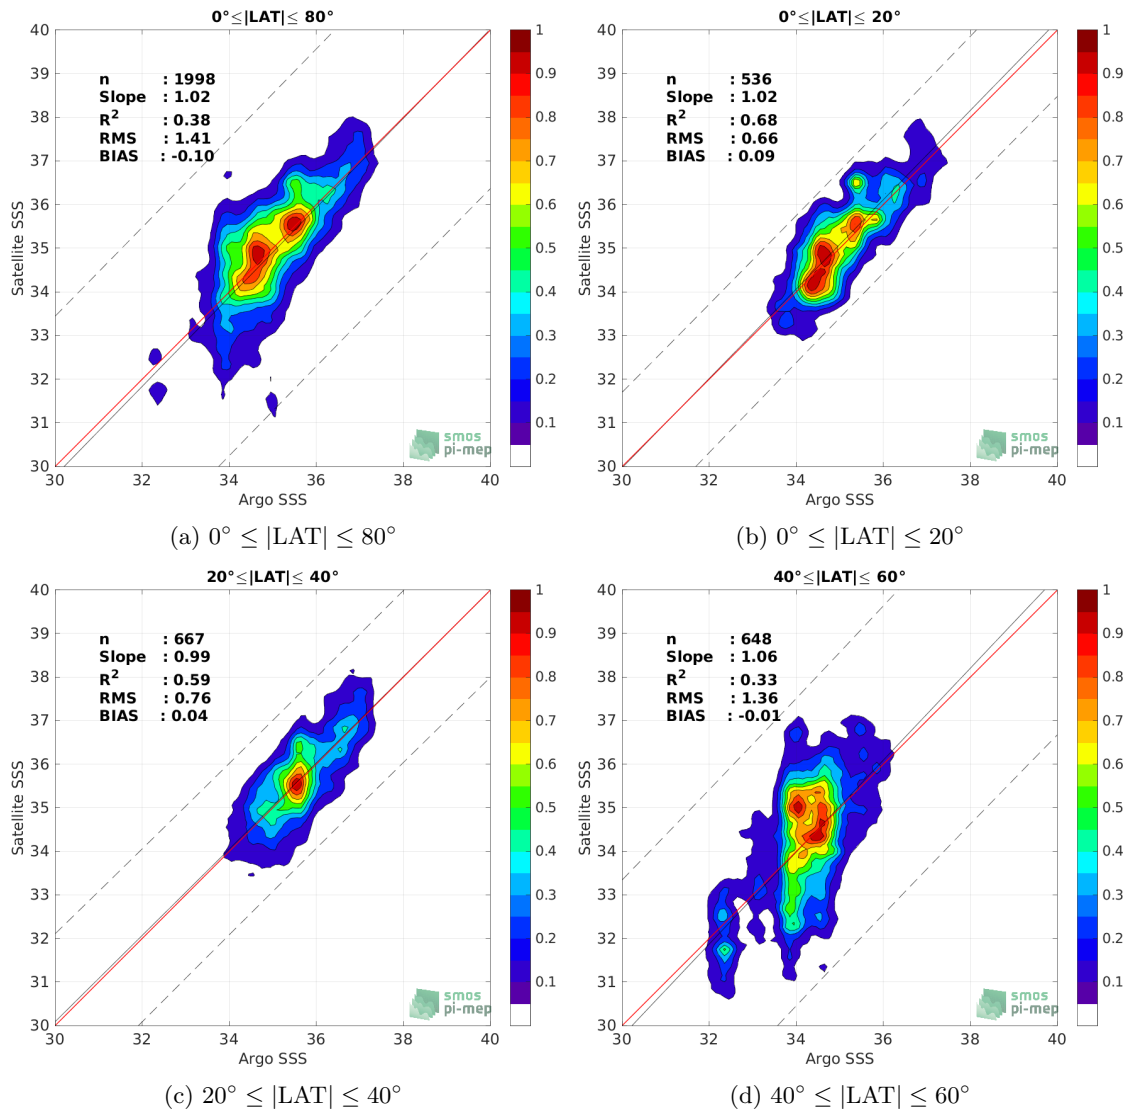 0°≤|LAT|≤ 80°
n : 1998
Slope : 1.02
R² : 0.38
RMS : 1.41
BIAS : -0.10
Satellite SSS
40
39
38
37
36
35
34
33
32
31
30
30 32 34 36 38 40
Argo SSS
1
0.9
0.8
0.7
0.6
0.5
0.4
0.3
0.2
0.1
smos
pi-mep
(a) 0° ≤ |LAT| ≤ 80°
0°≤|LAT|≤ 20°
n : 536
Slope : 1.02
R² : 0.68
RMS : 0.66
BIAS : 0.09
Satellite SSS
40
39
38
37
36
35
34
33
32
31
30
30 32 34 36 38 40
Argo SSS
1
0.9
0.8
0.7
0.6
0.5
0.4
0.3
0.2
0.1
smos
pi-mep
(b) 0° ≤ |LAT| ≤ 20°
20°≤|LAT|≤ 40°
n : 667
Slope : 0.99
R² : 0.59
RMS : 0.76
BIAS : 0.04
Satellite SSS
40
39
38
37
36
35
34
33
32
31
30
30 32 34 36 38 40
Argo SSS
1
0.9
0.8
0.7
0.6
0.5
0.4
0.3
0.2
0.1
smos
pi-mep
(c) 20° ≤ |LAT| ≤ 40°
40°≤|LAT|≤ 60°
n : 648
Slope : 1.06
R² : 0.33
RMS : 1.36
BIAS : -0.01
Satellite SSS
40
39
38
37
36
35
34
33
32
31
30
30 32 34 36 38 40
Argo SSS
1
0.9
0.8
0.7
0.6
0.5
0.4
0.3
0.2
0.1
smos
pi-mep
(d) 40° ≤ |LAT| ≤ 60°